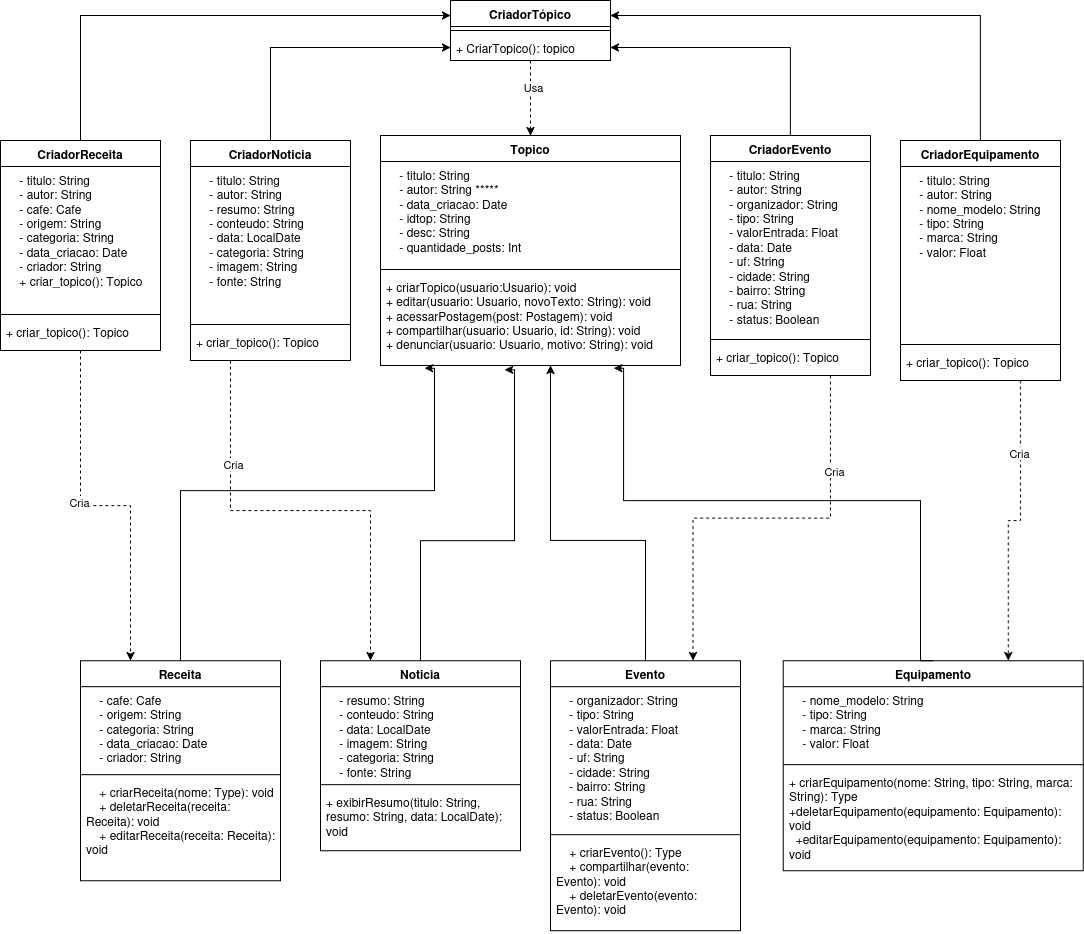 CriadorTópico
+ CriarTopico(): topico
Usa
CriadorReceita
- titulo: String
- autor: String
- cafe: Cafe
- origem: String
- categoria: String
- data_criacao: Date
- criador: String
+ criar_topico(): Topico
+ criar_topico(): Topico
CriadorNoticia
- titulo: String
- autor: String
- resumo: String
- conteudo: String
- data: LocalDate
- categoria: String
- imagem: String
- fonte: String
+ criar_topico(): Topico
Topico
- titulo: String
- autor: String *****
- data_criacao: Date
- idtop: String
- desc: String
- quantidade_posts: Int
+ criarTopico(usuario:Usuario): void
+ editar(usuario: Usuario, novoTexto: String): void
+ acessarPostagem(post: Postagem): void
+ compartilhar(usuario: Usuario, id: String): void
+ denunciar(usuario: Usuario, motivo: String): void
CriadorEvento
- titulo: String
- autor: String
- organizador: String
- tipo: String
- valorEntrada: Float
- data: Date
- uf: String
- cidade: String
- bairro: String
- rua: String
- status: Boolean
+ criar_topico(): Topico
CriadorEquipamento
- titulo: String
- autor: String
- nome_modelo: String
- tipo: String
- marca: String
- valor: Float
+ criar_topico(): Topico
Cria
Cria
Cria
Cria
Receita
- cafe: Cafe
- origem: String
- categoria: String
- data_criacao: Date
- criador: String
+ criarReceita(nome: Type): void
+ deletarReceita(receita:
Receita): void
+ editarReceita(receita: Receita):
void
Noticia
- resumo: String
- conteudo: String
- data: LocalDate
- imagem: String
- categoria: String
- fonte: String
+ exibirResumo(titulo: String,
resumo: String, data: LocalDate):
void
Evento
- organizador: String
- tipo: String
- valorEntrada: Float
- data: Date
- uf: String
- cidade: String
- bairro: String
- rua: String
- status: Boolean
+ criarEvento(): Type
+ compartilhar(evento:
Evento): void
+ deletarEvento(evento:
Evento): void
Equipamento
- nome_modelo: String
- tipo: String
- marca: String
- valor: Float
+ criarEquipamento(nome: String, tipo: String, marca:
String): Type
+deletarEquipamento(equipamento: Equipamento):
void
+editarEquipamento(equipamento: Equipamento):
void